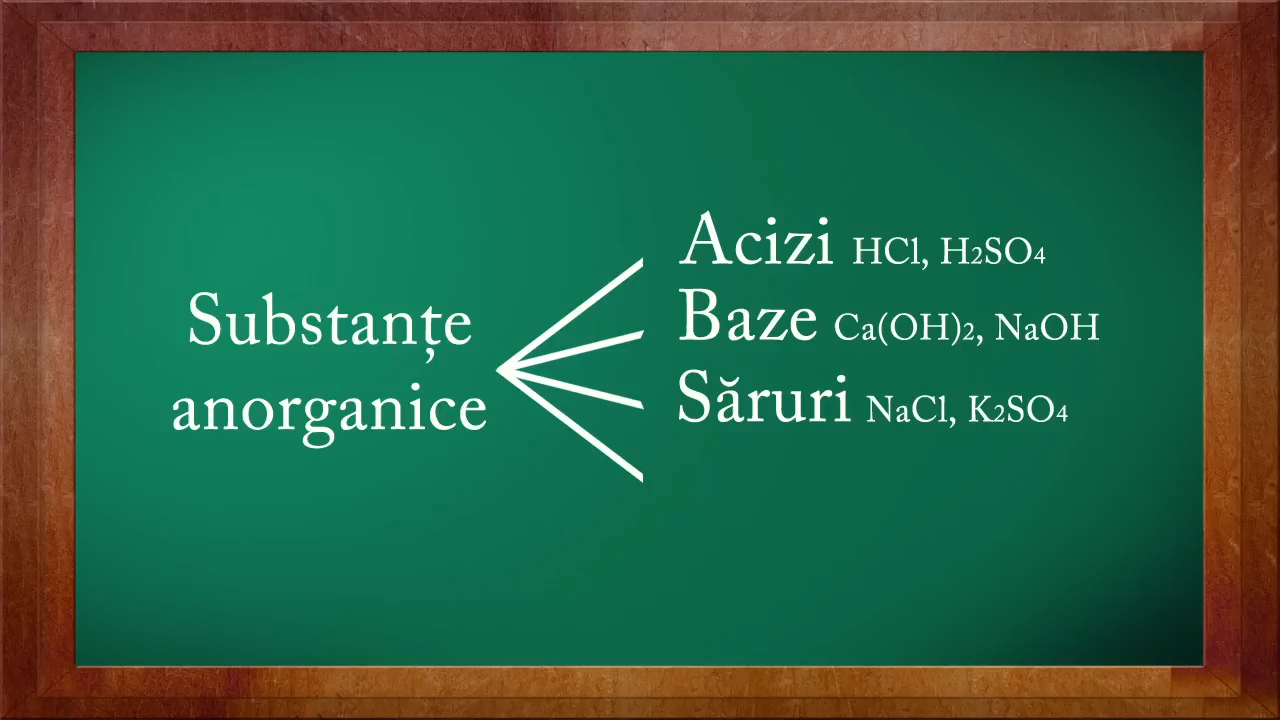 Substanțe
anorganice
Acizi HCl, H₂SO₄
Baze Ca(OH)₂, NaOH
Săruri NaCl, K₂SO₄